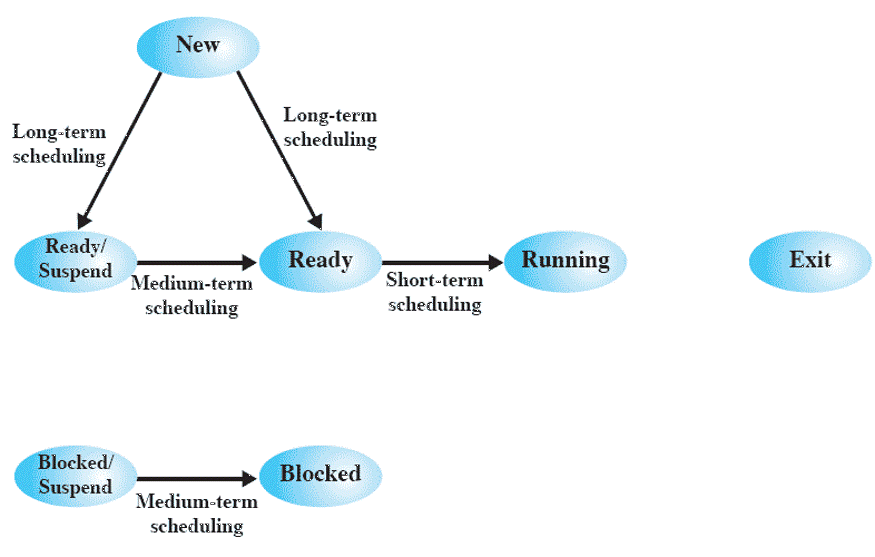 New
Long-term
scheduling
Long-term
scheduling
Ready/
Suspend
Medium-term
scheduling
Ready
Short-term
scheduling
Running
Exit
Blocked/
Suspend
Medium-term
scheduling
Blocked